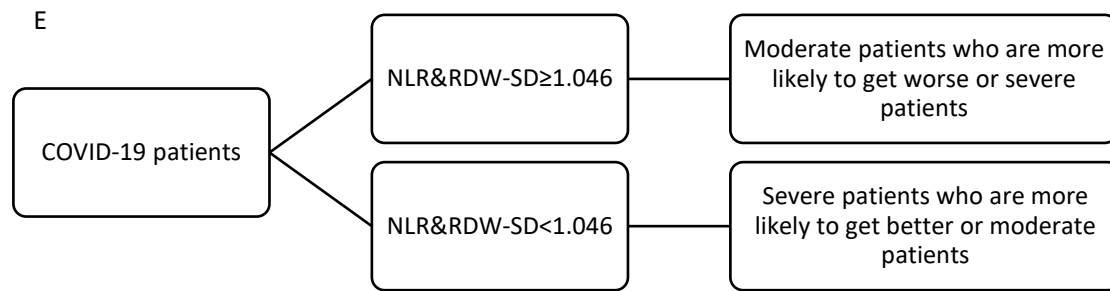 E
COVID-19 patients
NLR&RDW-SD≥1.046
Moderate patients who are more
likely to get worse or severe
patients
NLR&RDW-SD<1.046
Severe patients who are more
likely to get better or moderate
patients